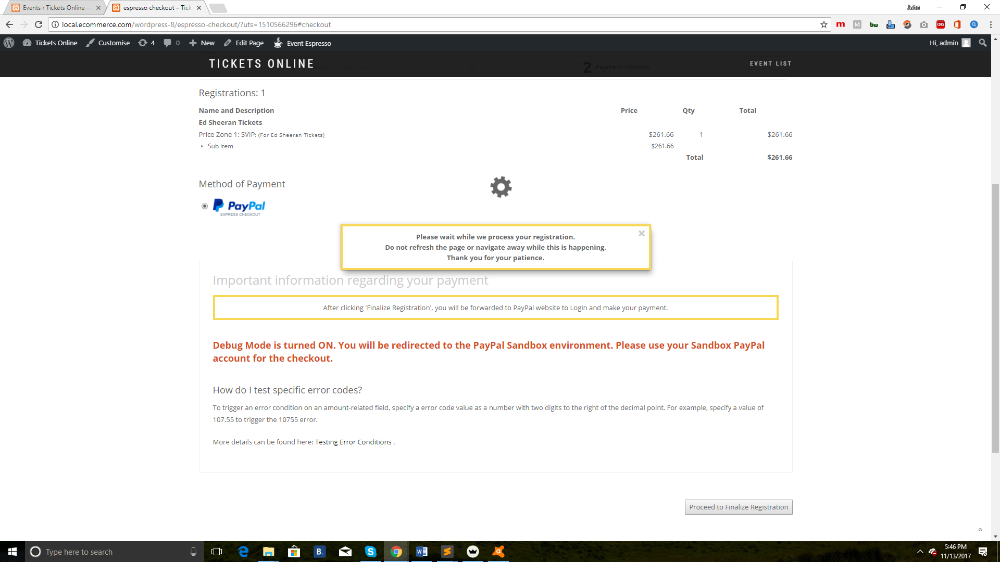 Events ‹ Tickets Online –
espresso checkout – Tick
John
local.ecommerce.com/wordpress-8/espresso-checkout/?uts=1510566296#checkout
Tickets Online
Customise
4
0
New
Edit Page
Event Espresso
Hi, admin
TICKETS ONLINE
2 Payment Options
EVENT LIST
Registrations: 1
Name and Description Price Qty Total
Ed Sheeran Tickets
Price Zone 1: SVIP: (For Ed Sheeran Tickets) $261.66 1 $261.66
Sub Item: $261.66
Total $261.66
Method of Payment
PayPal
EXPRESS CHECKOUT
Please wait while we process your registration.
Do not refresh the page or navigate away while this is happening.
Thank you for your patience.
Important information regarding your payment
After clicking 'Finalize Registration', you will be forwarded to PayPal website to Login and make your payment.
Debug Mode is turned ON. You will be redirected to the PayPal Sandbox environment. Please use your Sandbox PayPal
account for the checkout.
How do I test specific error codes?
To trigger an error condition on an amount-related field, specify a error code value as a number with two digits to the right of the decimal point. For example, specify a value of
107.55 to trigger the 10755 error.
More details can be found here: Testing Error Conditions .
Proceed to Finalize Registration
Type here to search
5:46 PM
11/13/2017